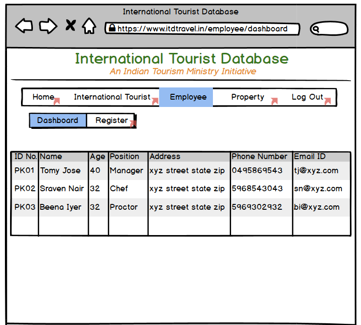 International Tourist Database
https://www.itdtravel.in/employee/dashboard
International Tourist Database
An Indian Tourism Ministry Initiative
Home International Tourist Employee Property Log Out
Dashboard Register
ID No. Name Age Position Address Phone Number Email ID
PK01 Tomy Jose 40 Manager xyz street state zip 0495869543 tj@xyz.com
PK02 Sraven Nair 32 Chef xyz street state zip 5968543043 sn@xyz.com
PK03 Beena Iyer 32 Proctor xyz street state zip 5969302932 bi@xyz.com